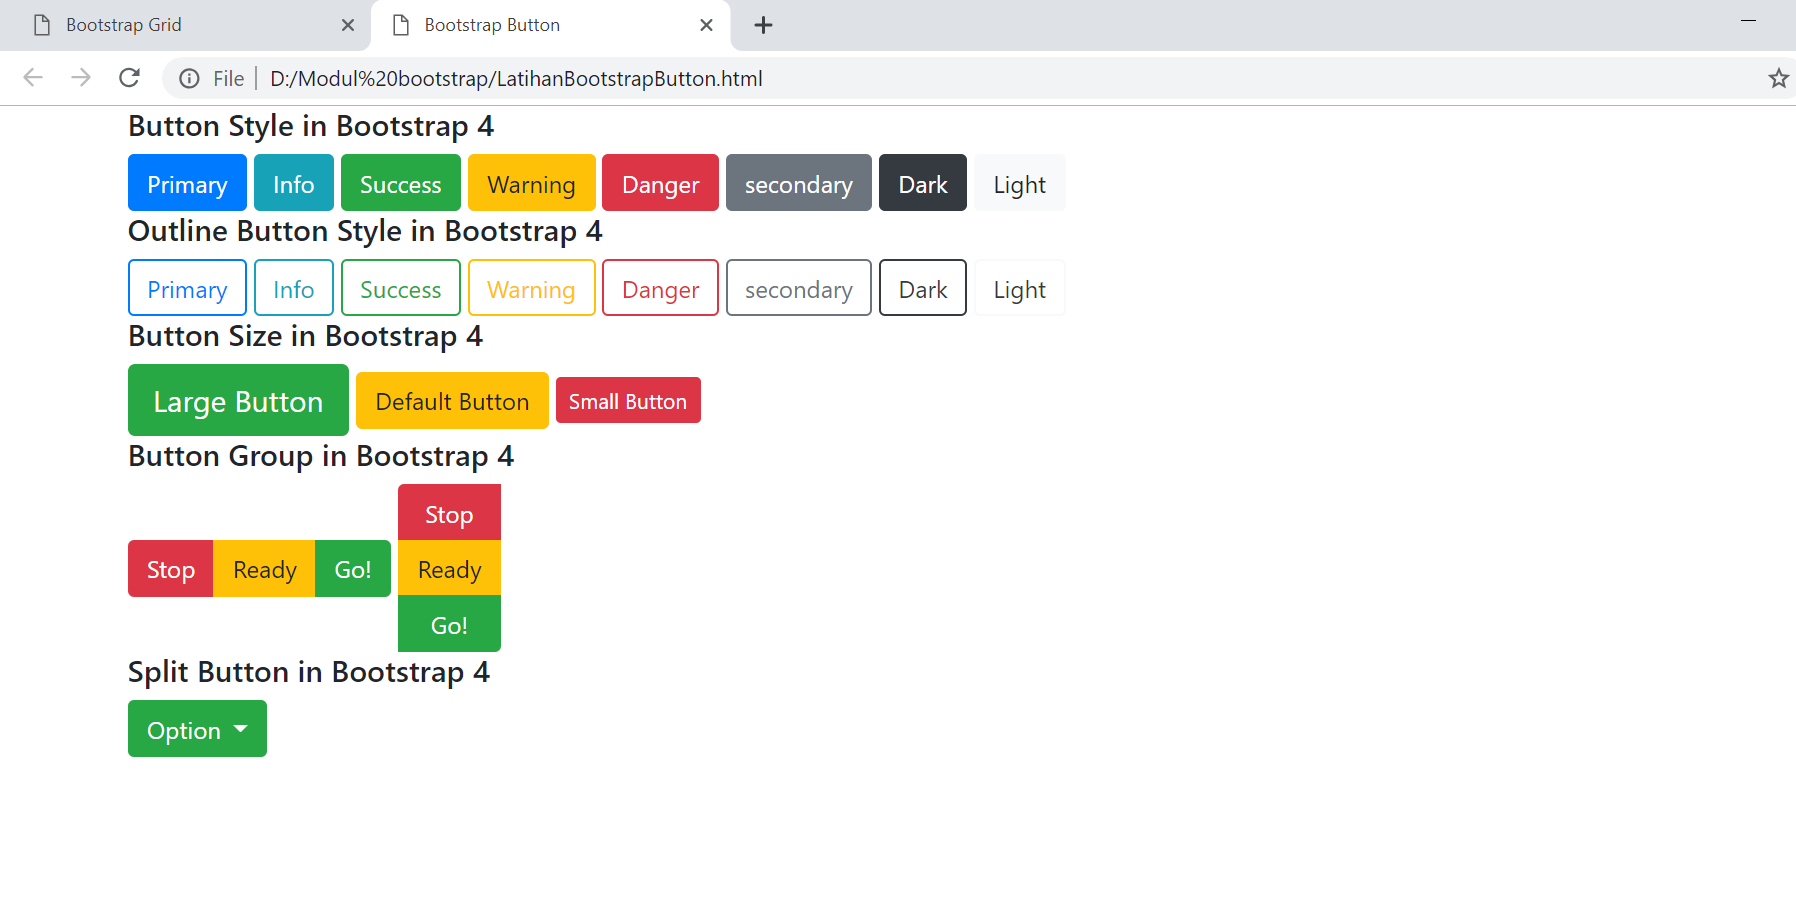 Bootstrap Grid
Bootstrap Button
File
D:/Modul%20bootstrap/LatihanBootstrapButton.html
Button Style in Bootstrap 4
Primary Info Success Warning Danger secondary Dark Light
Outline Button Style in Bootstrap 4
Primary Info Success Warning Danger secondary Dark Light
Button Size in Bootstrap 4
Large Button Default Button Small Button
Button Group in Bootstrap 4
Stop
Stop Ready Go! Ready
Go!
Split Button in Bootstrap 4
Option